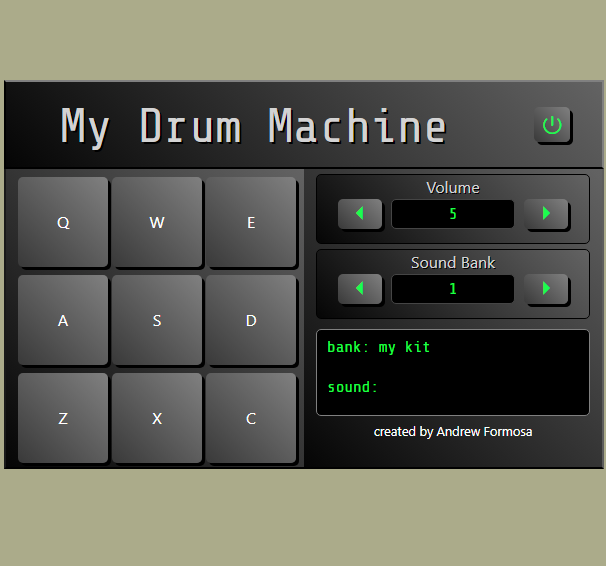 My Drum Machine
Q W E
A S D
Z X C
Volume
5
Sound Bank
1
bank: my kit
sound:
created by Andrew Formosa